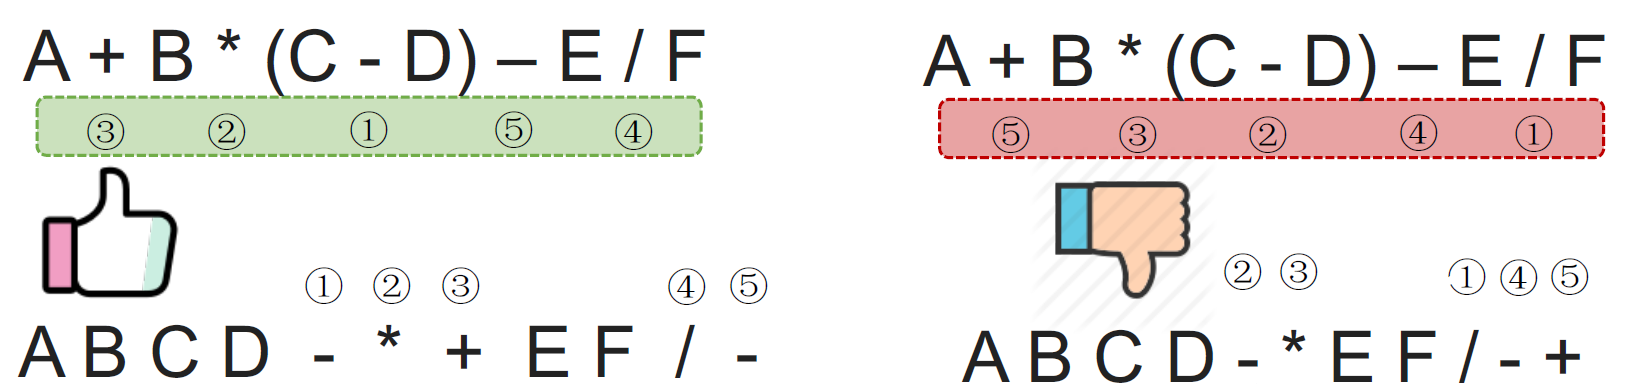 A + B * (C - D) – E / F
③ ② ① ⑤ ④
① ② ③ ④ ⑤
A B C D - * + E F / -
A + B * (C - D) – E / F
⑤ ③ ② ④ ①
② ③ ① ④ ⑤
A B C D - * E F / - +